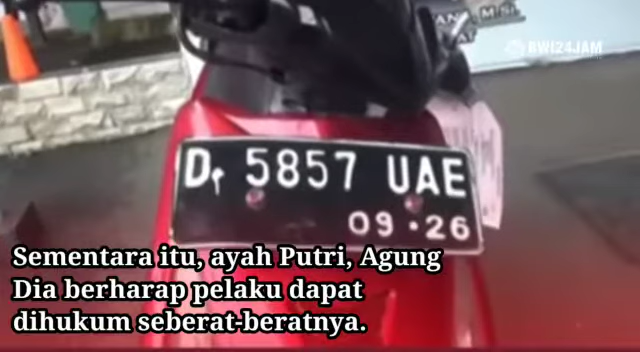 BWI24JAM
D 5857 UAE
09 · 26
Sementara itu, ayah Putri, Agung
Dia berharap pelaku dapat
dihukum seberat-beratnya.